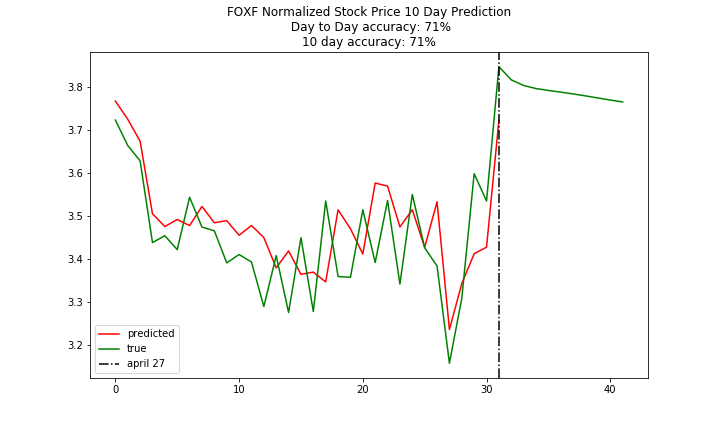 FOXF Normalized Stock Price 10 Day Prediction
Day to Day accuracy: 71%
10 day accuracy: 71%
3.8
3.7
3.6
3.5
3.4
3.3
3.2
predicted
true
april 27
0
10
20
30
40